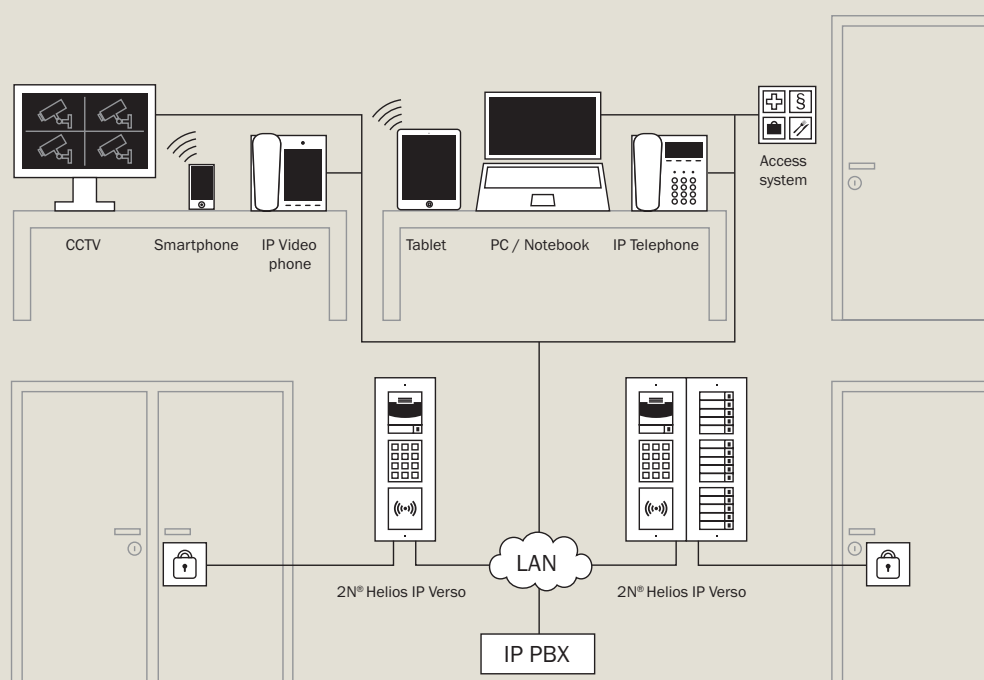 §
Access
system
CCTV
Smartphone
IP Video
phone
Tablet
PC / Notebook
IP Telephone
LAN
2N® Helios IP Verso
2N® Helios IP Verso
IP PBX